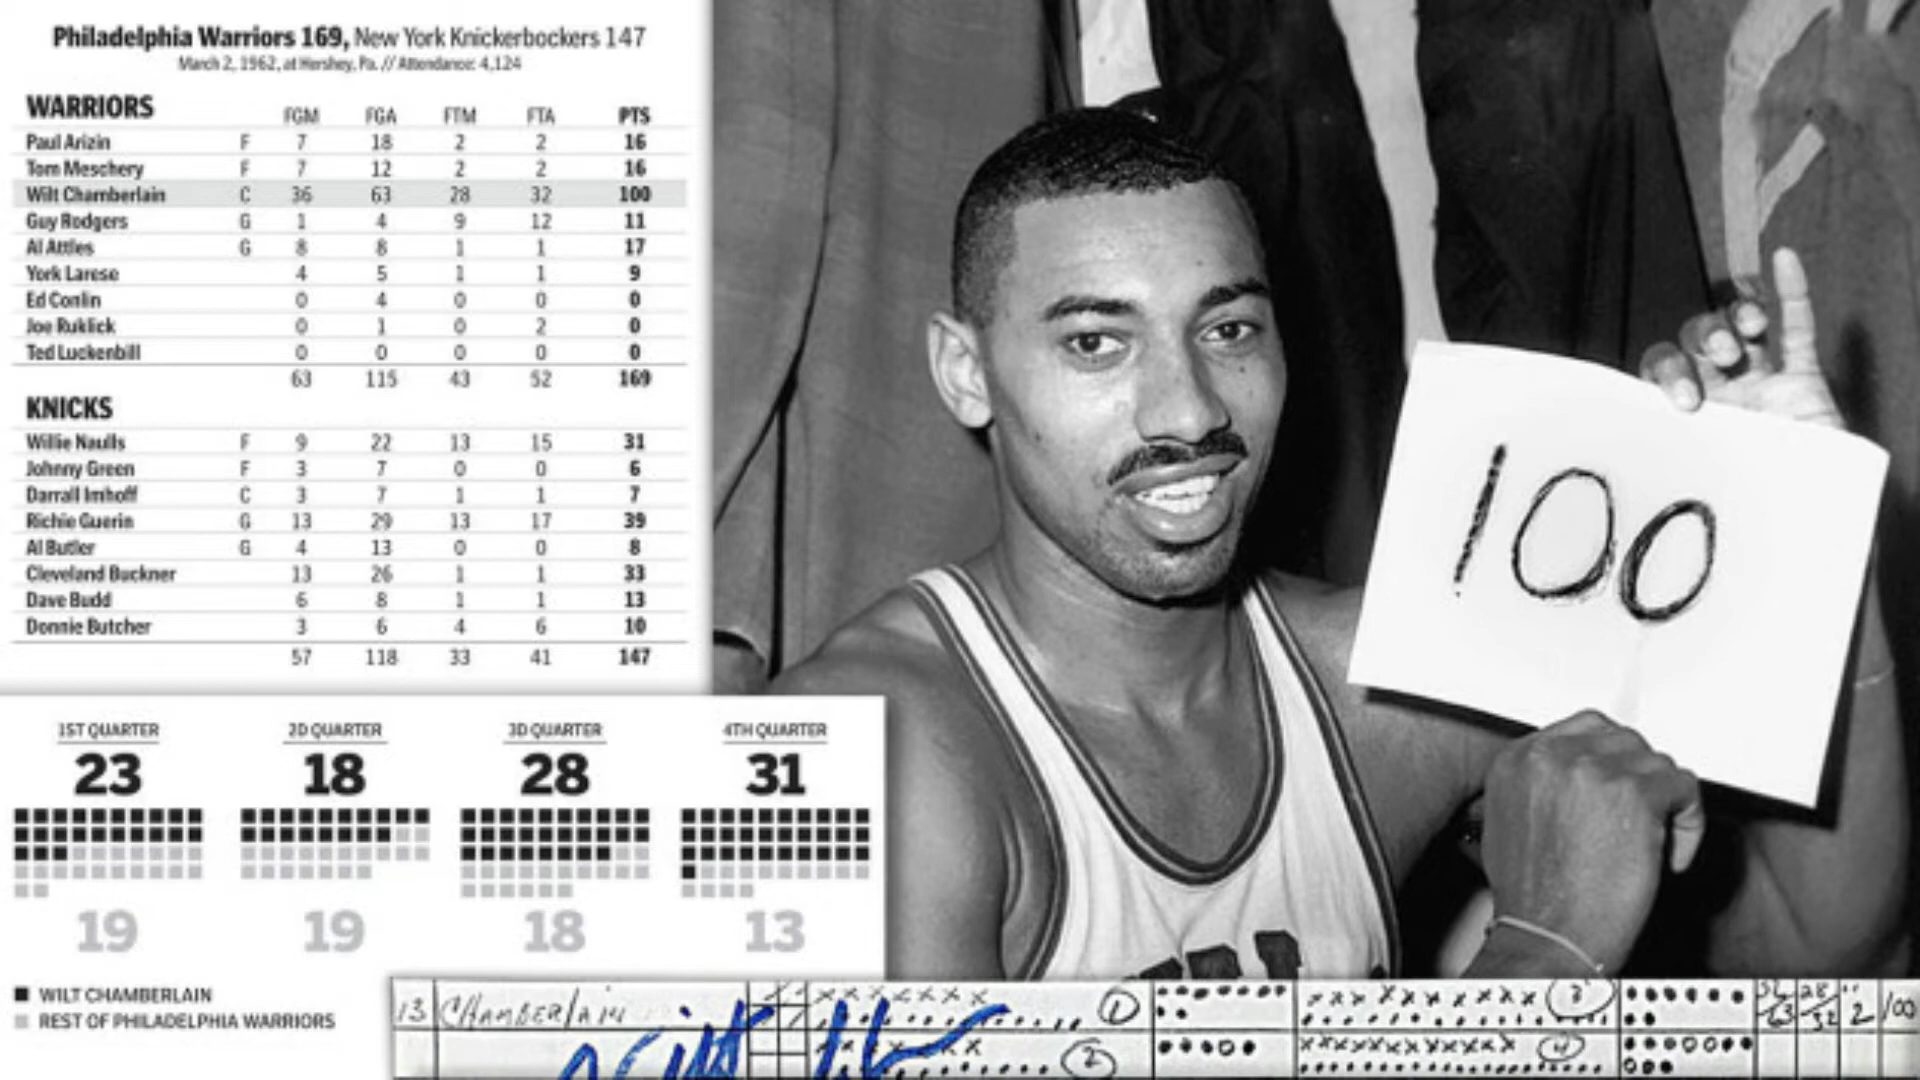 Philadelphia Warriors 169, New York Knickerbockers 147
March 2, 1962, at Hershey, Pa. // Attendance: 4,124
WARRIORS FGM FGA FTM FTA PTS
Paul Arizin F 7 18 2 2 16
Tom Meschery F 7 12 2 2 16
Wilt Chamberlain C 36 63 28 32 100
Guy Rodgers G 1 4 9 12 11
Al Attles G 8 8 1 1 17
York Larese 4 5 1 1 9
Ed Conlin 0 4 0 0 0
Joe Ruklick 0 1 0 2 0
Ted Luckenbill 0 0 0 0 0
63 115 43 52 169
KNICKS
Willie Naulls F 9 22 13 15 31
Johnny Green F 3 7 0 0 6
Darrall Imhoff C 3 7 1 1 7
Richie Guerin G 13 29 13 17 39
Al Butler G 4 13 0 0 8
Cleveland Buckner 13 26 1 1 33
Dave Budd 6 8 1 1 13
Donnie Butcher 3 6 4 6 10
57 118 33 41 147
1ST QUARTER 2D QUARTER 3D QUARTER 4TH QUARTER
23 18 28 31
19 19 18 13
WILT CHAMBERLAIN
REST OF PHILADELPHIA WARRIORS
100
13 CHAMBERLAIN 1 3 28/32 2 100
2 4